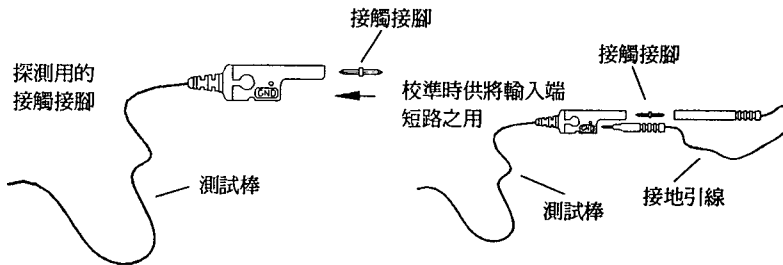 接觸接腳
探測用的
接觸接腳
GND
測試棒
校準時供將輸入端
短路之用
接觸接腳
測試棒
接地引線